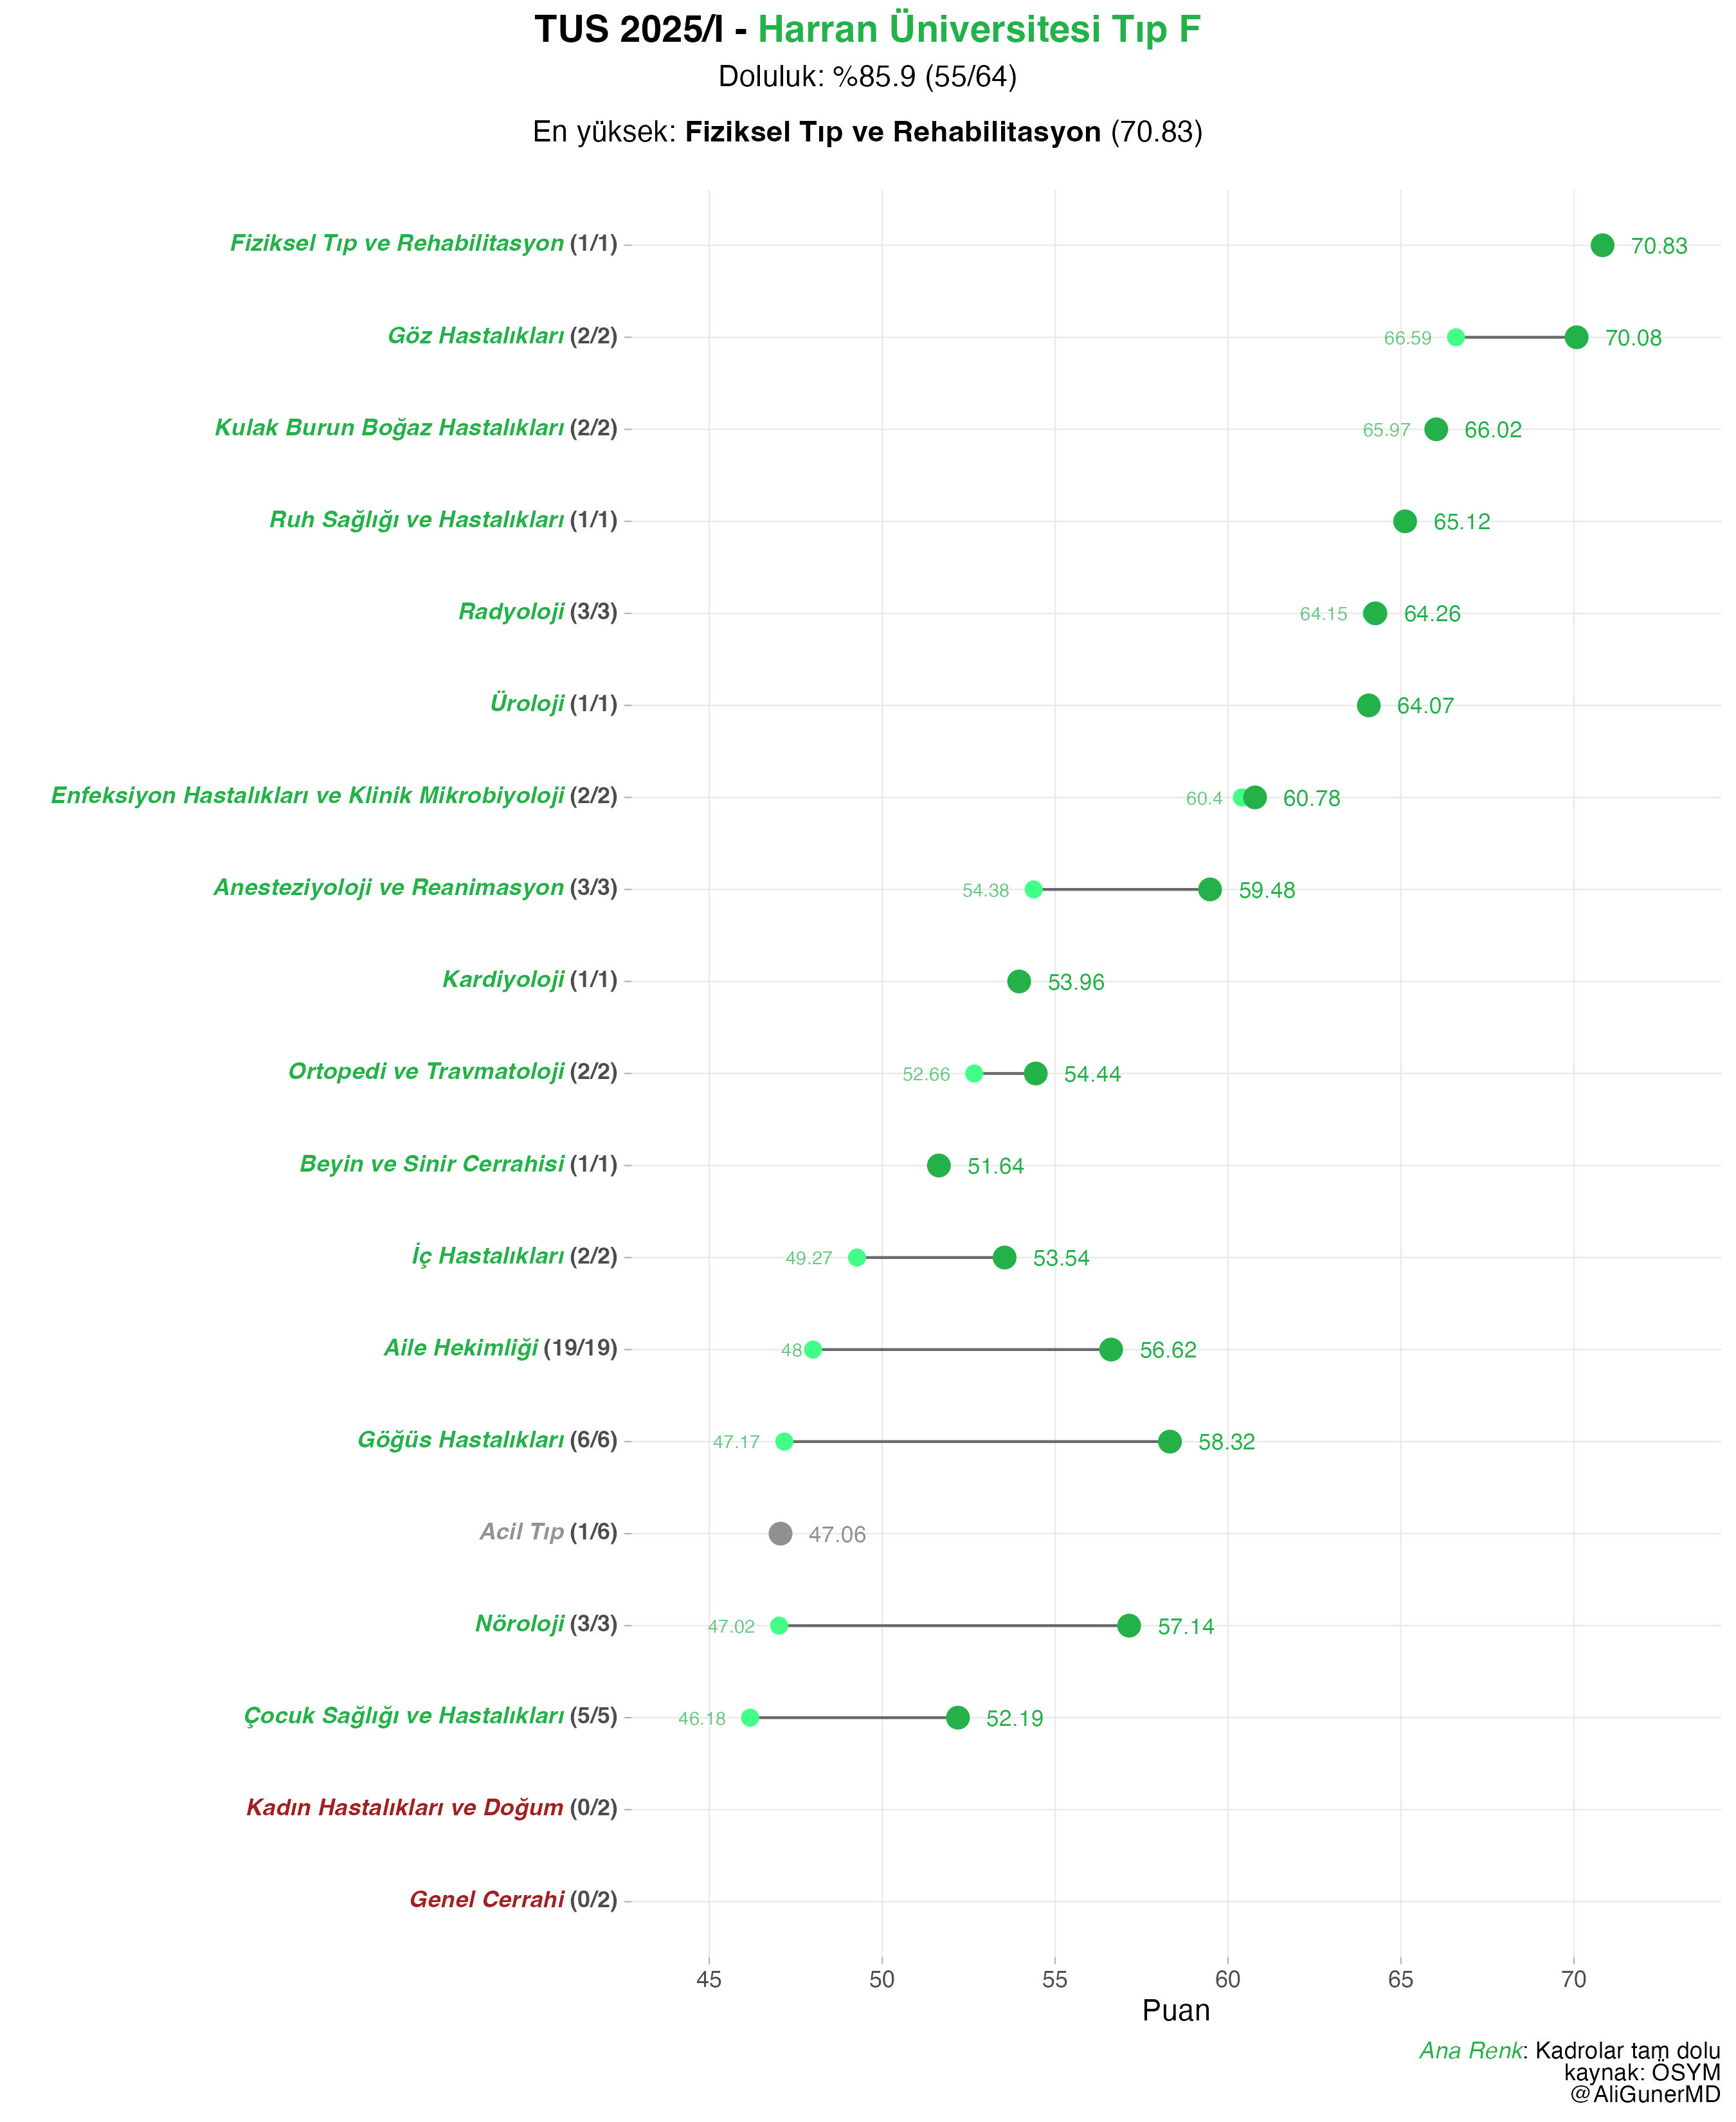 TUS 2025/I - Harran Üniversitesi Tıp F
Doluluk: %85.9 (55/64)
En yüksek: Fiziksel Tıp ve Rehabilitasyon (70.83)
Fiziksel Tıp ve Rehabilitasyon (1/1) 70.83
Göz Hastalıkları (2/2) 66.59 70.08
Kulak Burun Boğaz Hastalıkları (2/2) 65.97 66.02
Ruh Sağlığı ve Hastalıkları (1/1) 65.12
Radyoloji (3/3) 64.15 64.26
Üroloji (1/1) 64.07
Enfeksiyon Hastalıkları ve Klinik Mikrobiyoloji (2/2) 60.4 60.78
Anesteziyoloji ve Reanimasyon (3/3) 54.38 59.48
Kardiyoloji (1/1) 53.96
Ortopedi ve Travmatoloji (2/2) 52.66 54.44
Beyin ve Sinir Cerrahisi (1/1) 51.64
İç Hastalıkları (2/2) 49.27 53.54
Aile Hekimliği (19/19) 48 56.62
Göğüs Hastalıkları (6/6) 47.17 58.32
Acil Tıp (1/6) 47.06
Nöroloji (3/3) 47.02 57.14
Çocuk Sağlığı ve Hastalıkları (5/5) 46.18 52.19
Kadın Hastalıkları ve Doğum (0/2)
Genel Cerrahi (0/2)
45 50 55 60 65 70
Puan
Ana Renk: Kadrolar tam dolu
kaynak: ÖSYM
@AliGunerMD